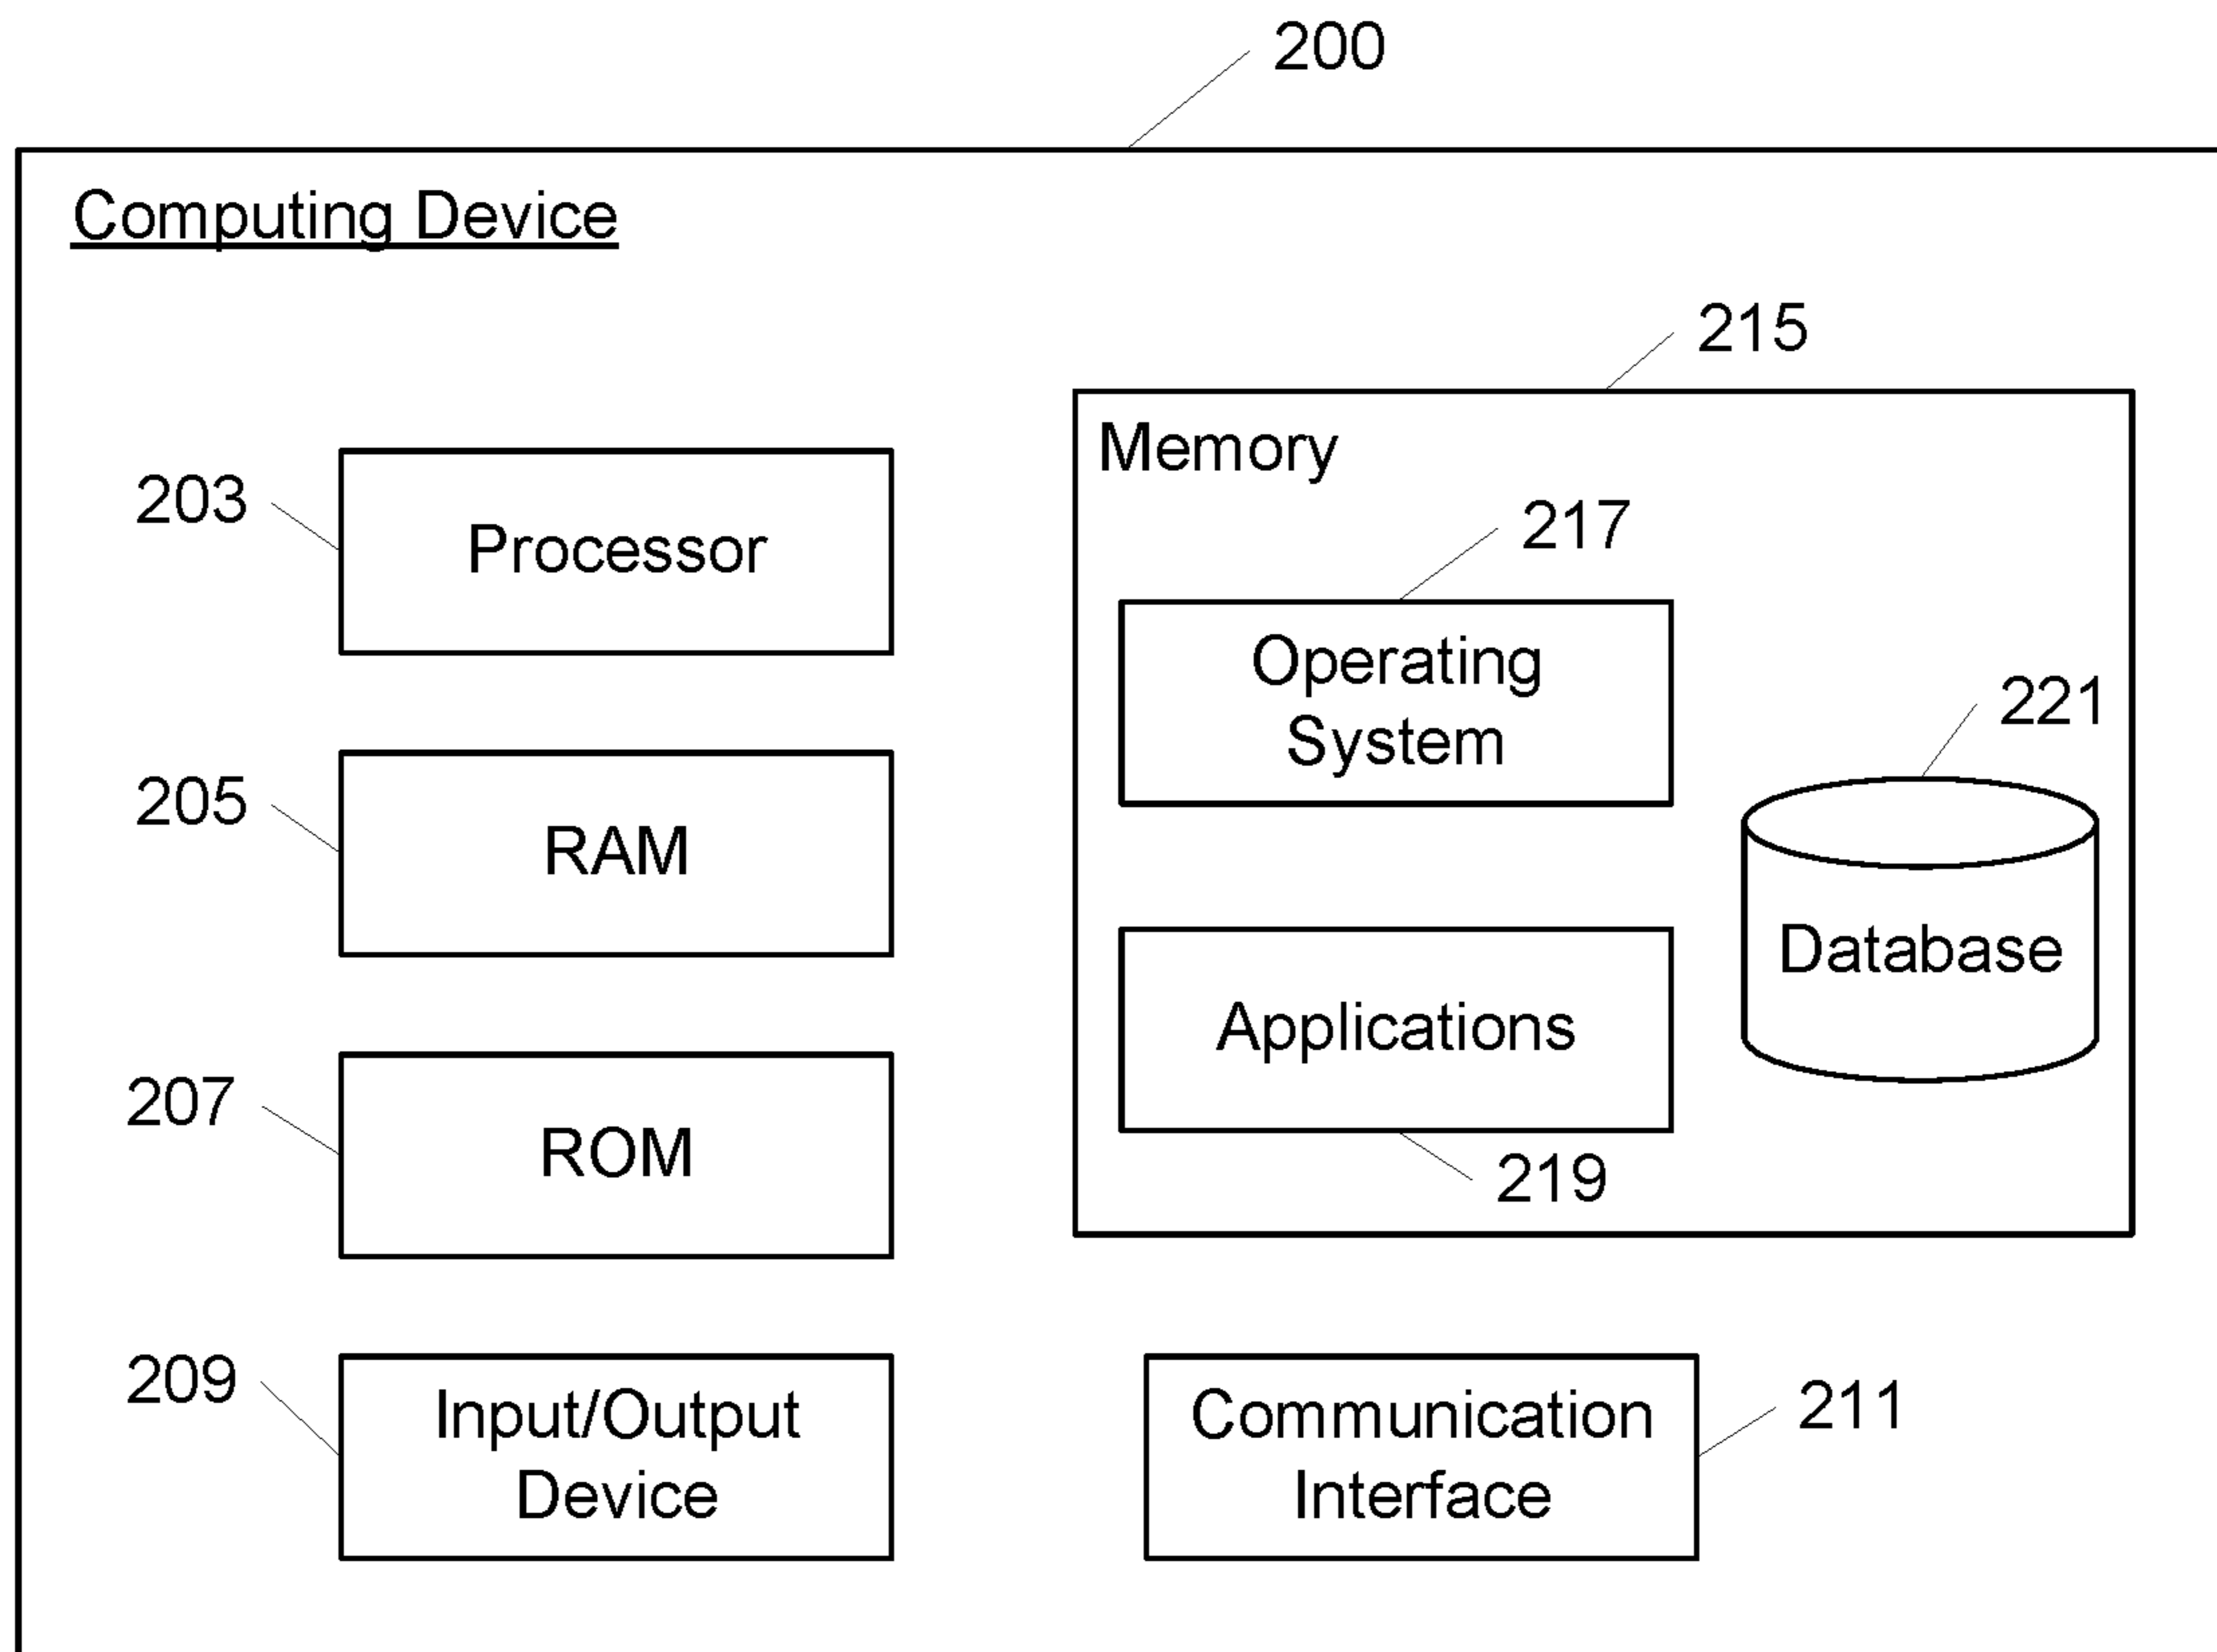 200
Computing Device
215
Memory
203
Processor
217
Operating
System
221
205
RAM
Database
Applications
207
ROM
219
209
Input/Output
Device
Communication
Interface
211